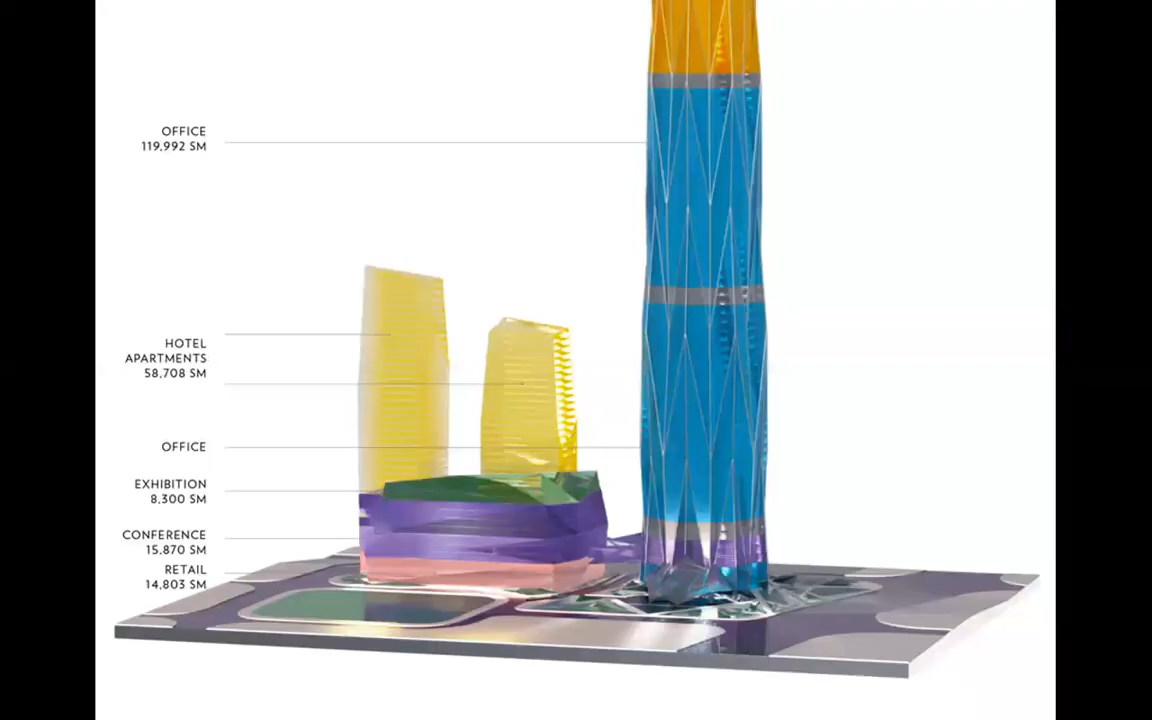 OFFICE
119,992 SM
HOTEL
APARTMENTS
58,708 SM
OFFICE
EXHIBITION
8,300 SM
CONFERENCE
15,870 SM
RETAIL
14,803 SM